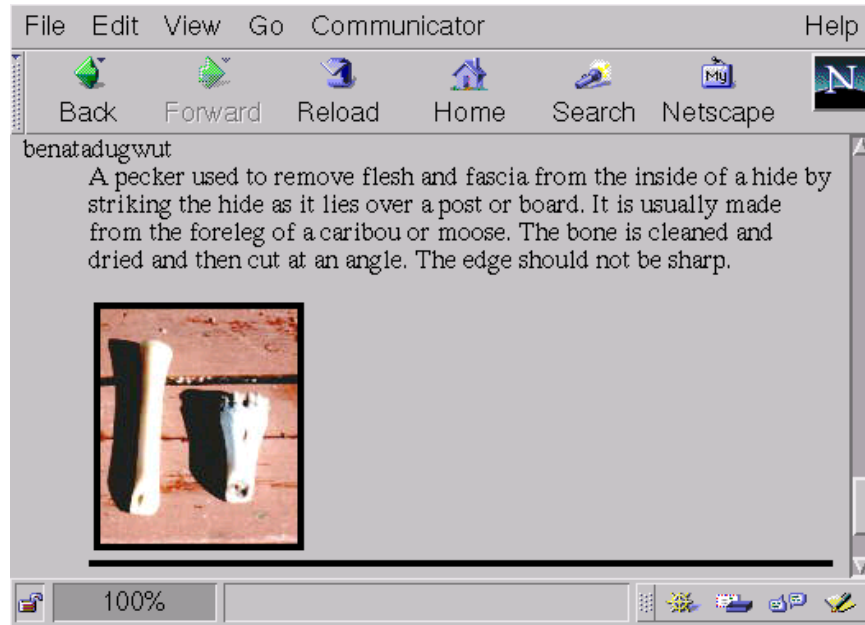 File Edit View Go Communicator Help
Back Forward Reload Home Search My Netscape N
benatadugwut
A pecker used to remove flesh and fascia from the inside of a hide by
striking the hide as it lies over a post or board. It is usually made
from the foreleg of a caribou or moose. The bone is cleaned and
dried and then cut at an angle. The edge should not be sharp.
100%